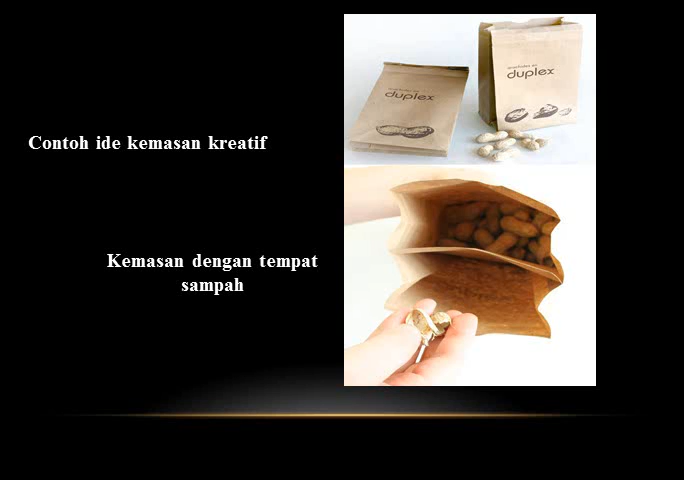 Contoh ide kemasan kreatif
Kemasan dengan tempat
sampah
duplex
duplex